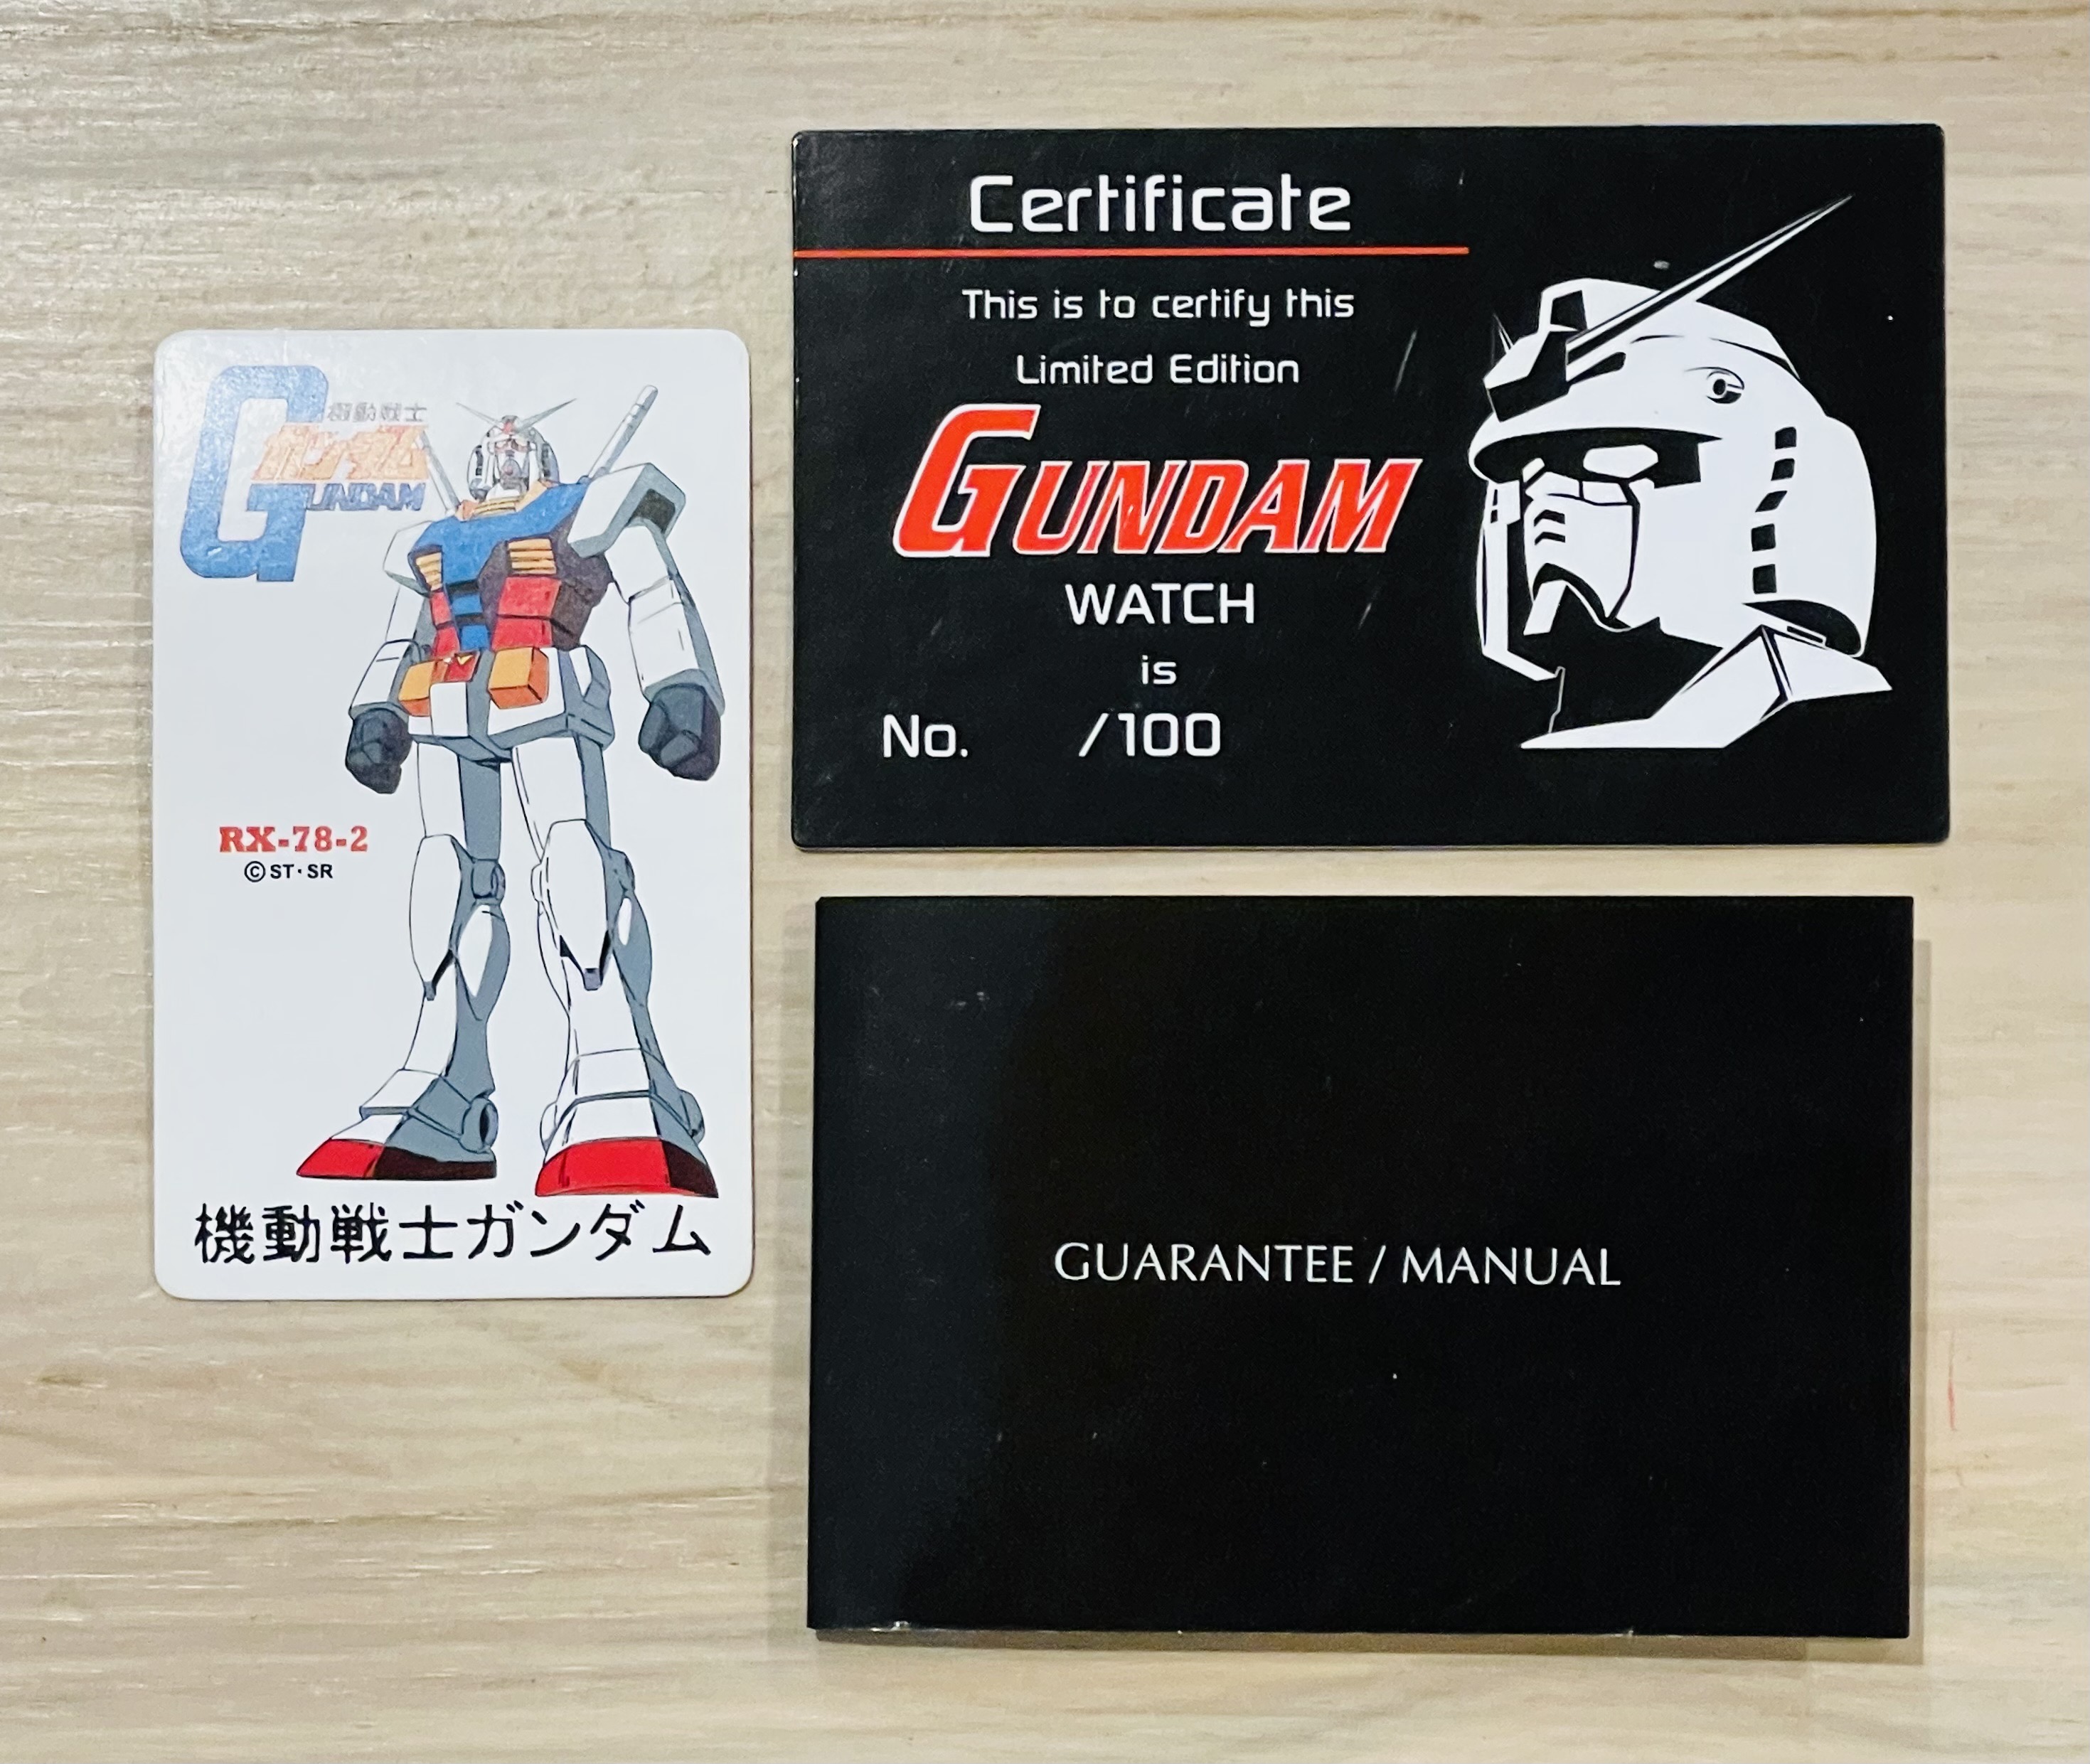 機動戦士
ガンダム
GUNDAM
RX-78-2
©ST・SR
機動戦士ガンダム
Certificate
This is to certify this
Limited Edition
GUNDAM
WATCH
is
No. /100
GUARANTEE / MANUAL